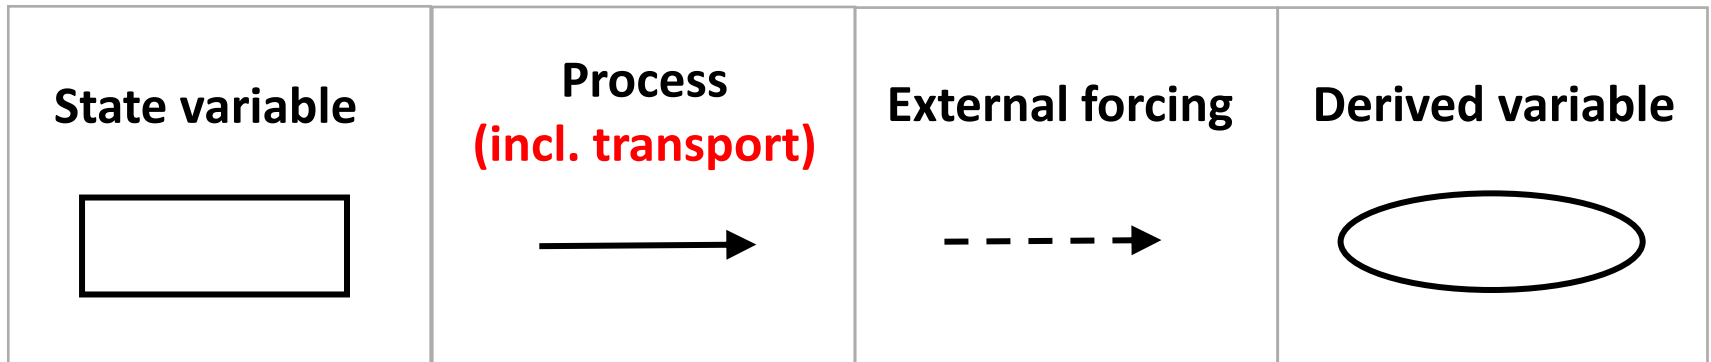 State variable
Process
(incl. transport)
External forcing
Derived variable